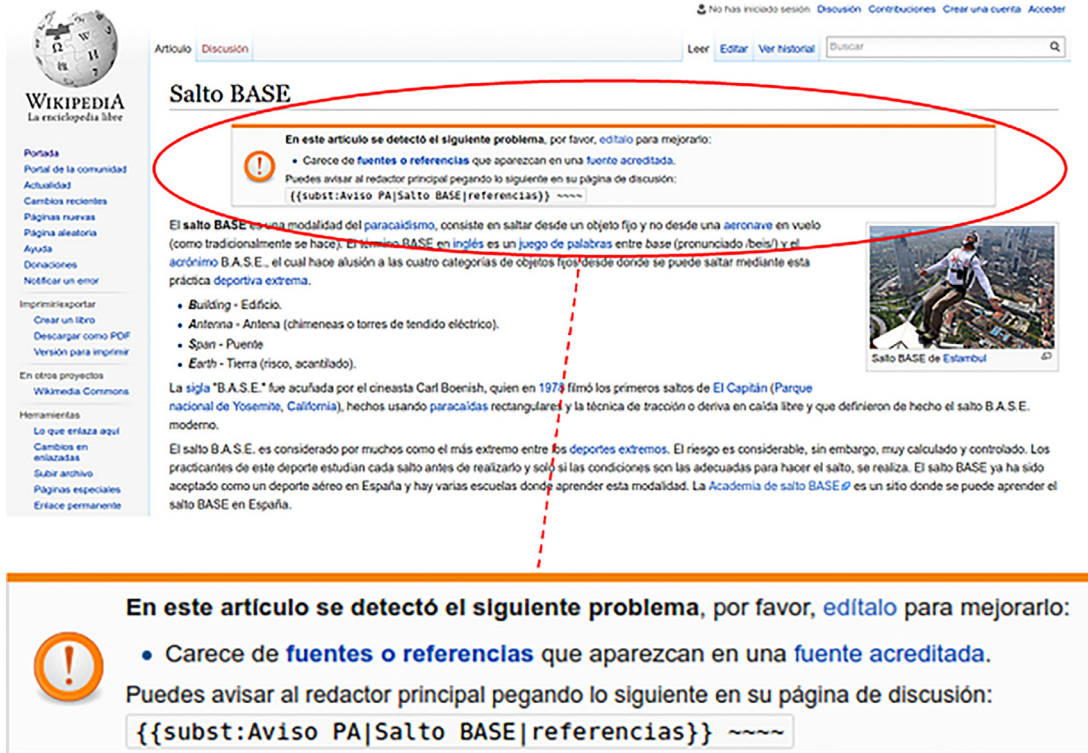 No has iniciado sesión Discusión Contribuciones Crear una cuenta Acceder
Artículo Discusión Leer Editar Ver historial Buscar
WIKIPEDIA
La enciclopedia libre
Portada
Portal de la comunidad
Actualidad
Cambios recientes
Páginas nuevas
Página aleatoria
Ayuda
Donaciones
Notificar un error
Imprimir/exportar
Crear un libro
Descargar como PDF
Versión para imprimir
En otros proyectos
Wikimedia Commons
Herramientas
Lo que enlaza aquí
Cambios en
enlazadas
Subir archivo
Páginas especiales
Enlace permanente
Salto BASE
En este artículo se detectó el siguiente problema, por favor, edítalo para mejorarlo:
• Carece de fuentes o referencias que aparezcan en una fuente acreditada.
Puedes avisar al redactor principal pegando lo siguiente en su página de discusión:
{{subst:Aviso PA|Salto BASE|referencias}} ~~~~
El salto BASE es una modalidad del paracaidismo, consiste en saltar desde un objeto fijo y no desde una aeronave en vuelo
(como tradicionalmente se hace). El término BASE en inglés es un juego de palabras entre base (pronunciado /beis/) y el
acrónimo B.A.S.E., el cual hace alusión a las cuatro categorías de objetos fijos desde donde se puede saltar mediante esta
práctica deportiva extrema.
• Building - Edificio.
• Antenna - Antena (chimeneas o torres de tendido eléctrico).
• Span - Puente
• Earth - Tierra (risco, acantilado).
Salto BASE de Estambul
La sigla "B.A.S.E." fue acuñada por el cineasta Carl Boenish, quien en 1978 filmó los primeros saltos de El Capitán (Parque
nacional de Yosemite, California), hechos usando paracaídas rectangulares y la técnica de tracción o deriva en caída libre y que definieron de hecho el salto B.A.S.E.
moderno.
El salto B.A.S.E. es considerado por muchos como el más extremo entre los deportes extremos. El riesgo es considerable, sin embargo, muy calculado y controlado. Los
practicantes de este deporte estudian cada salto antes de realizarlo y solo si las condiciones son las adecuadas para hacer el salto, se realiza. El salto BASE ya ha sido
aceptado como un deporte aéreo en España y hay varias escuelas donde aprender esta modalidad. La Academia de salto BASE es un sitio donde se puede aprender el
salto BASE en España.
En este artículo se detectó el siguiente problema, por favor, edítalo para mejorarlo:
• Carece de fuentes o referencias que aparezcan en una fuente acreditada.
Puedes avisar al redactor principal pegando lo siguiente en su página de discusión:
{{subst:Aviso PA|Salto BASE|referencias}} ~~~~